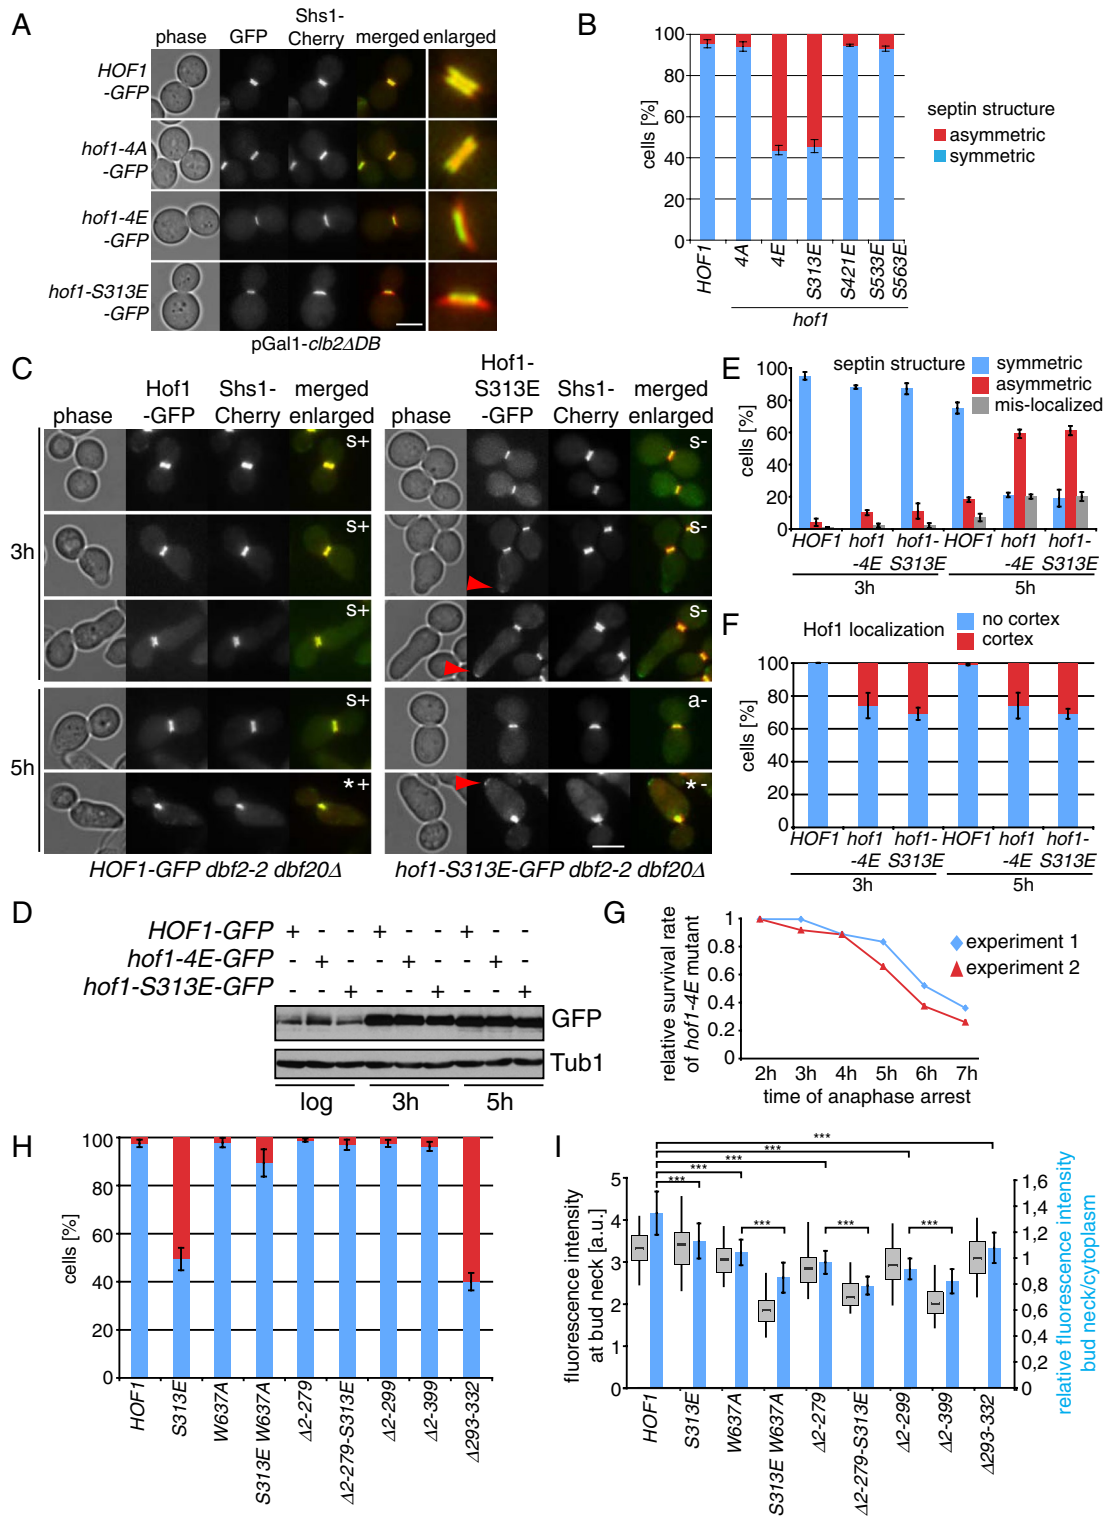 A
phase
GFP
Shs1-
Cherry
merged
enlarged
HOF1
-GFP
hof1-4A
-GFP
hof1-4E
-GFP
hof1-S313E
-GFP
pGal1-clb2ΔDB
B
cells [%]
100
80
60
40
20
0
HOF1
4A
4E
S313E
S421E
S533E
S563E
hof1
septin structure
asymmetric
symmetric
C
phase
Hof1
-GFP
Shs1-
Cherry
merged
enlarged
phase
Hof1-
S313E
-GFP
Shs1-
Cherry
merged
enlarged
3h
5h
s+
s+
s+
s+
*+
s-
s-
s-
a-
*-
HOF1-GFP dbf2-2 dbf20Δ
hof1-S313E-GFP dbf2-2 dbf20Δ
D
HOF1-GFP + - - + - - + - -
hof1-4E-GFP - + - - + - - + -
hof1-S313E-GFP - - + - - + - - +
GFP
Tub1
log 3h 5h
E
septin structure
symmetric
asymmetric
mis-localized
cells [%]
100
80
60
40
20
0
HOF1 hof1 -4E hof1- S313E HOF1 hof1 -4E hof1- S313E
3h 5h
F
Hof1 localization
no cortex
cortex
cells [%]
100
80
60
40
20
0
HOF1 hof1 -4E hof1- S313E HOF1 hof1 -4E hof1- S313E
3h 5h
G
relative survival rate
of hof1-4E mutant
1
0.8
0.6
0.4
0.2
0
2h 3h 4h 5h 6h 7h
time of anaphase arrest
experiment 1
experiment 2
H
cells [%]
100
80
60
40
20
0
HOF1
S313E
W637A
S313E W637A
Δ2-279
Δ2-279-S313E
Δ2-299
Δ2-399
Δ293-332
I
fluorescence intensity
at bud neck [a.u.]
5
4
3
2
1
0
***
***
***
***
***
***
***
***
1,6
1,4
1,2
1
0,8
0,6
0,4
0,2
0
relative fluorescence intensity
bud neck/cytoplasm
HOF1
S313E
W637A
S313E W637A
Δ2-279
Δ2-279-S313E
Δ2-299
Δ2-399
Δ293-332